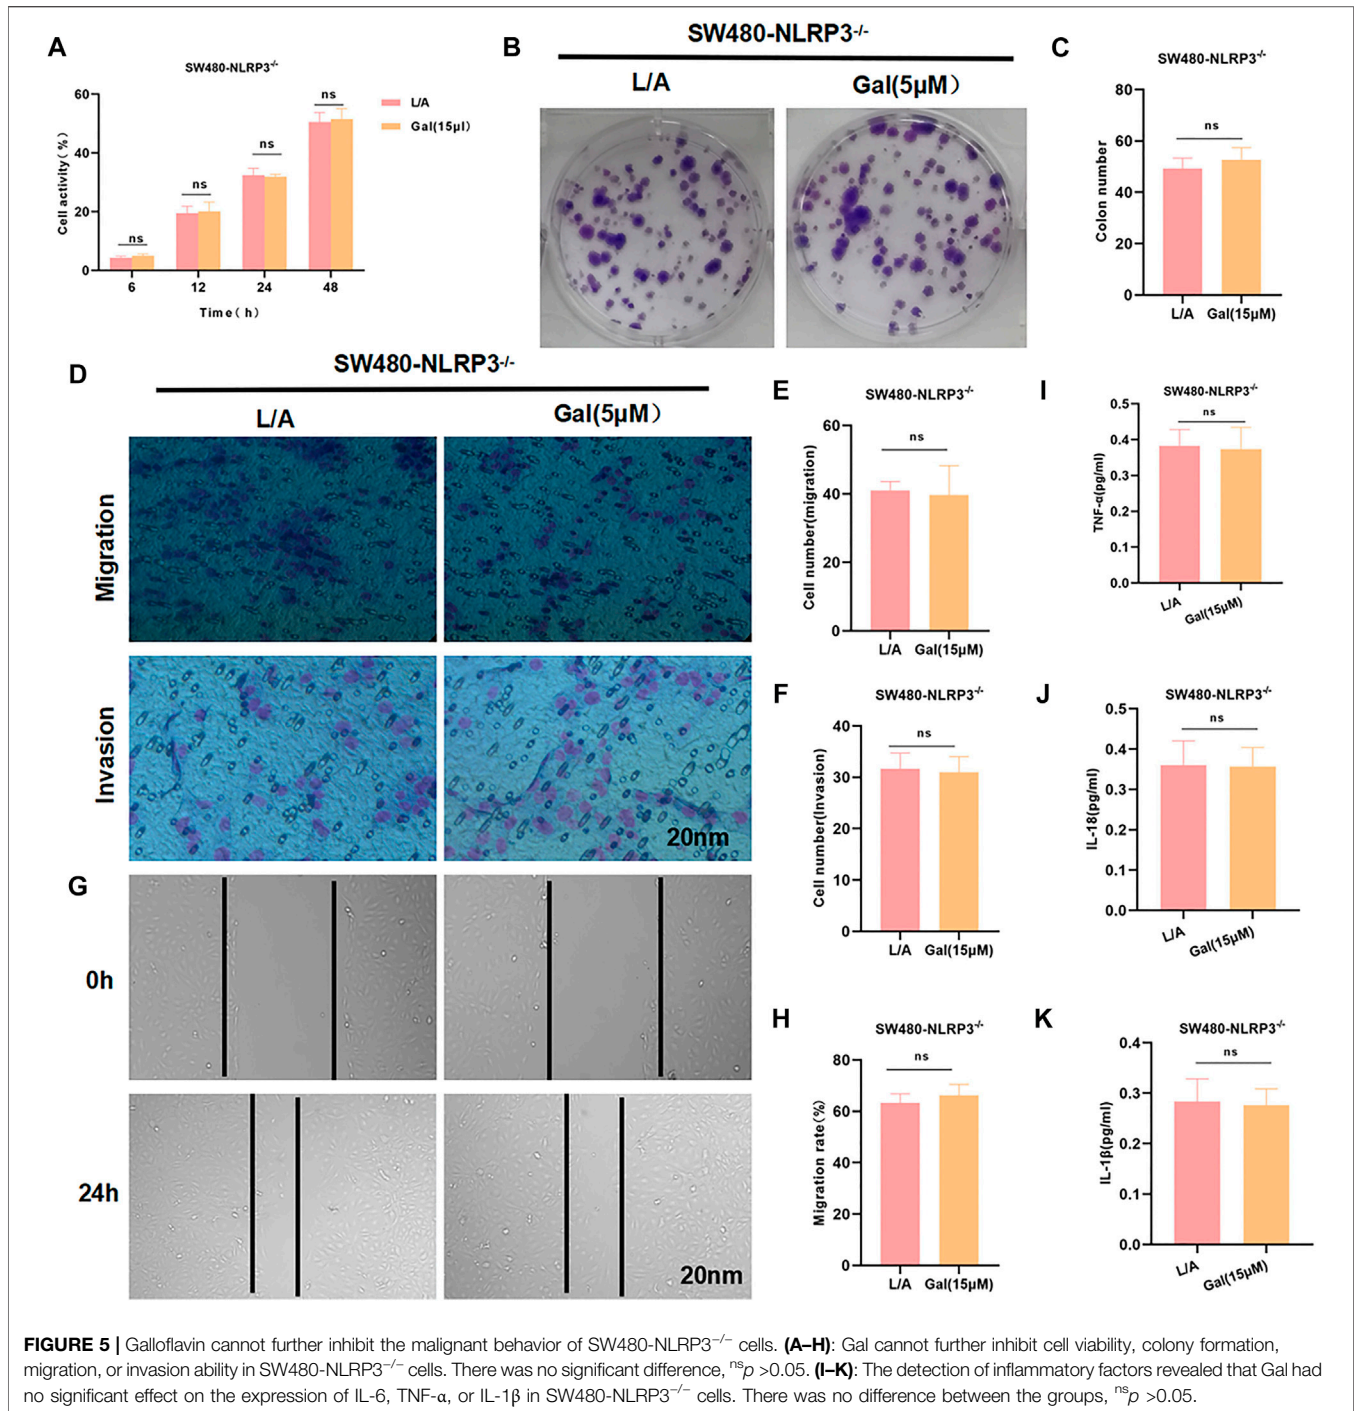 A
SW480-NLRP3-/-
60
40
20
0
Cell activity(%)
ns
ns
ns
ns
6
12
24
48
Time(h)
L/A
Gal(15μl)
B
SW480-NLRP3-/-
L/A
Gal(5μM)
C
SW480-NLRP3-/-
80
60
40
20
0
Colon number
ns
L/A
Gal(15μM)
D
SW480-NLRP3-/-
L/A
Gal(5μM)
Migration
Invasion
20nm
E
SW480-NLRP3-/-
60
40
20
0
Cell number(migration)
ns
L/A
Gal(15μM)
I
SW480-NLRP3-/-
0.5
0.4
0.3
0.2
0.1
0.0
TNF-α(pg/ml)
ns
L/A
Gal(15μM)
F
SW480-NLRP3-/-
40
30
20
10
0
Cell number(Invasion)
ns
L/A
Gal(15μM)
J
SW480-NLRP3-/-
0.5
0.4
0.3
0.2
0.1
0.0
IL-18(pg/ml)
ns
L/A
Gal(15μM)
G
0h
24h
20nm
H
SW480-NLRP3-/-
80
60
40
20
0
Migration rate(%)
ns
L/A
Gal(15μM)
K
SW480-NLRP3-/-
0.4
0.3
0.2
0.1
0.0
IL-1β(pg/ml)
ns
L/A
Gal(15μM)
FIGURE 5 | Galloflavin cannot further inhibit the malignant behavior of SW480-NLRP3−/− cells. (A–H): Gal cannot further inhibit cell viability, colony formation,
migration, or invasion ability in SW480-NLRP3−/− cells. There was no significant difference, nsp >0.05. (I–K): The detection of inflammatory factors revealed that Gal had
no significant effect on the expression of IL-6, TNF-α, or IL-1β in SW480-NLRP3−/− cells. There was no difference between the groups, nsp >0.05.